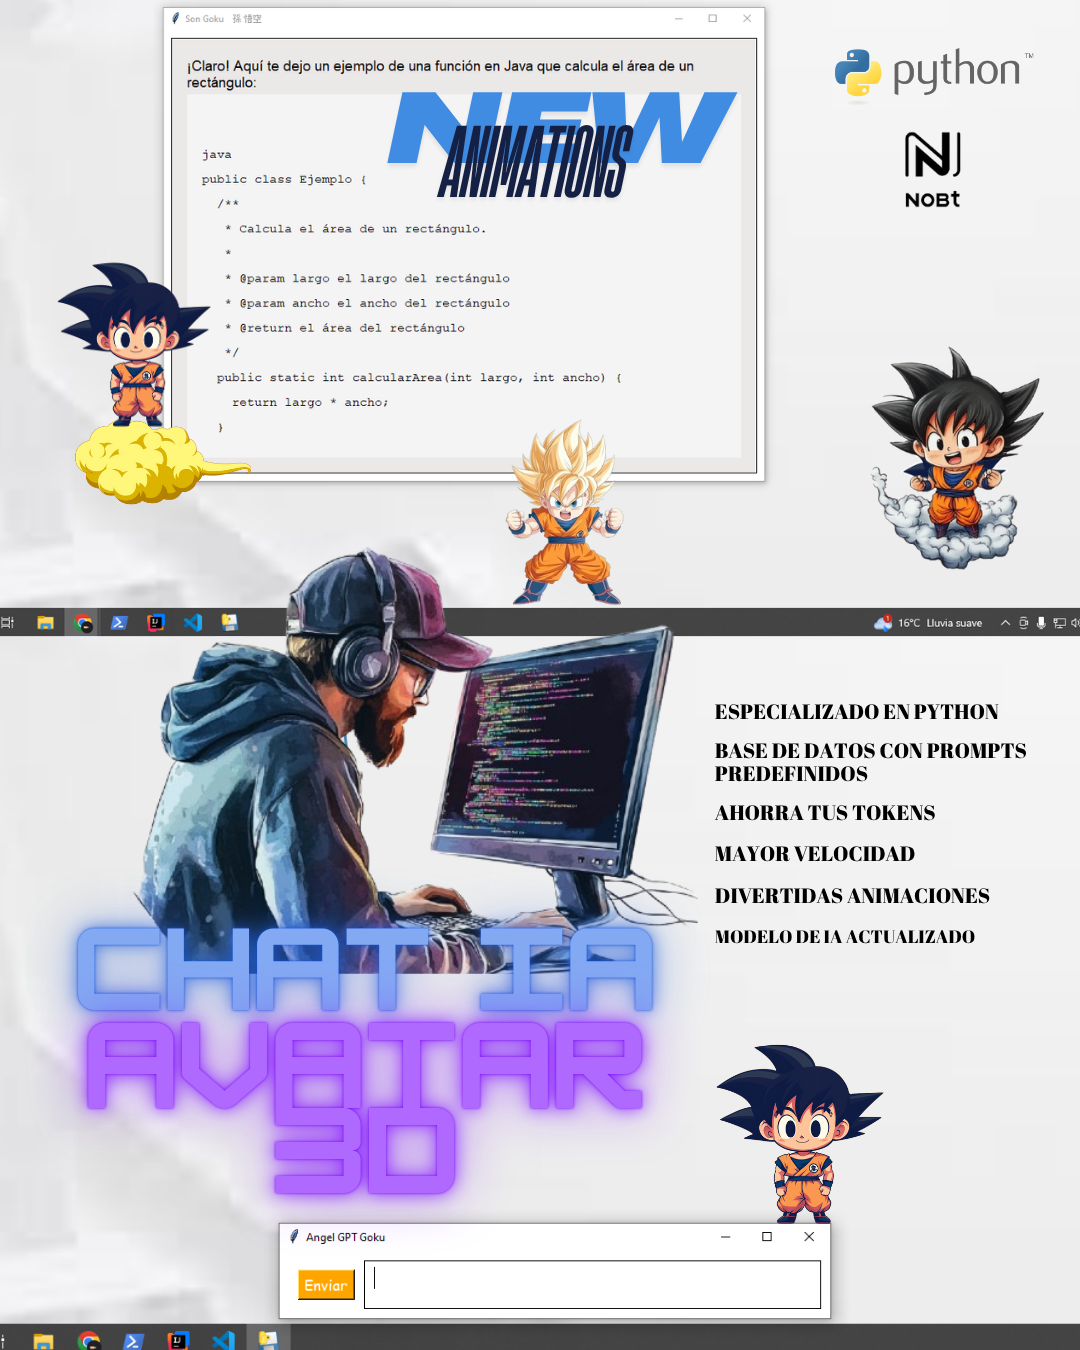 Son Goku 孫 悟空
¡Claro! Aquí te dejo un ejemplo de una función en Java que calcula el área de un
rectángulo:
NEW
ANIMATIONS
java
public class Ejemplo {
/**
* Calcula el área de un rectángulo.
*
* @param largo el largo del rectángulo
* @param ancho el ancho del rectángulo
* @return el área del rectángulo
*/
public static int calcularArea(int largo, int ancho) {
return largo * ancho;
}
python™
N
NOBt
16°C Lluvia suave
ESPECIALIZADO EN PYTHON
BASE DE DATOS CON PROMPTS
PREDEFINIDOS
AHORRA TUS TOKENS
MAYOR VELOCIDAD
DIVERTIDAS ANIMACIONES
MODELO DE IA ACTUALIZADO
CHAT IA
AVATAR
3D
Angel GPT Goku
Enviar